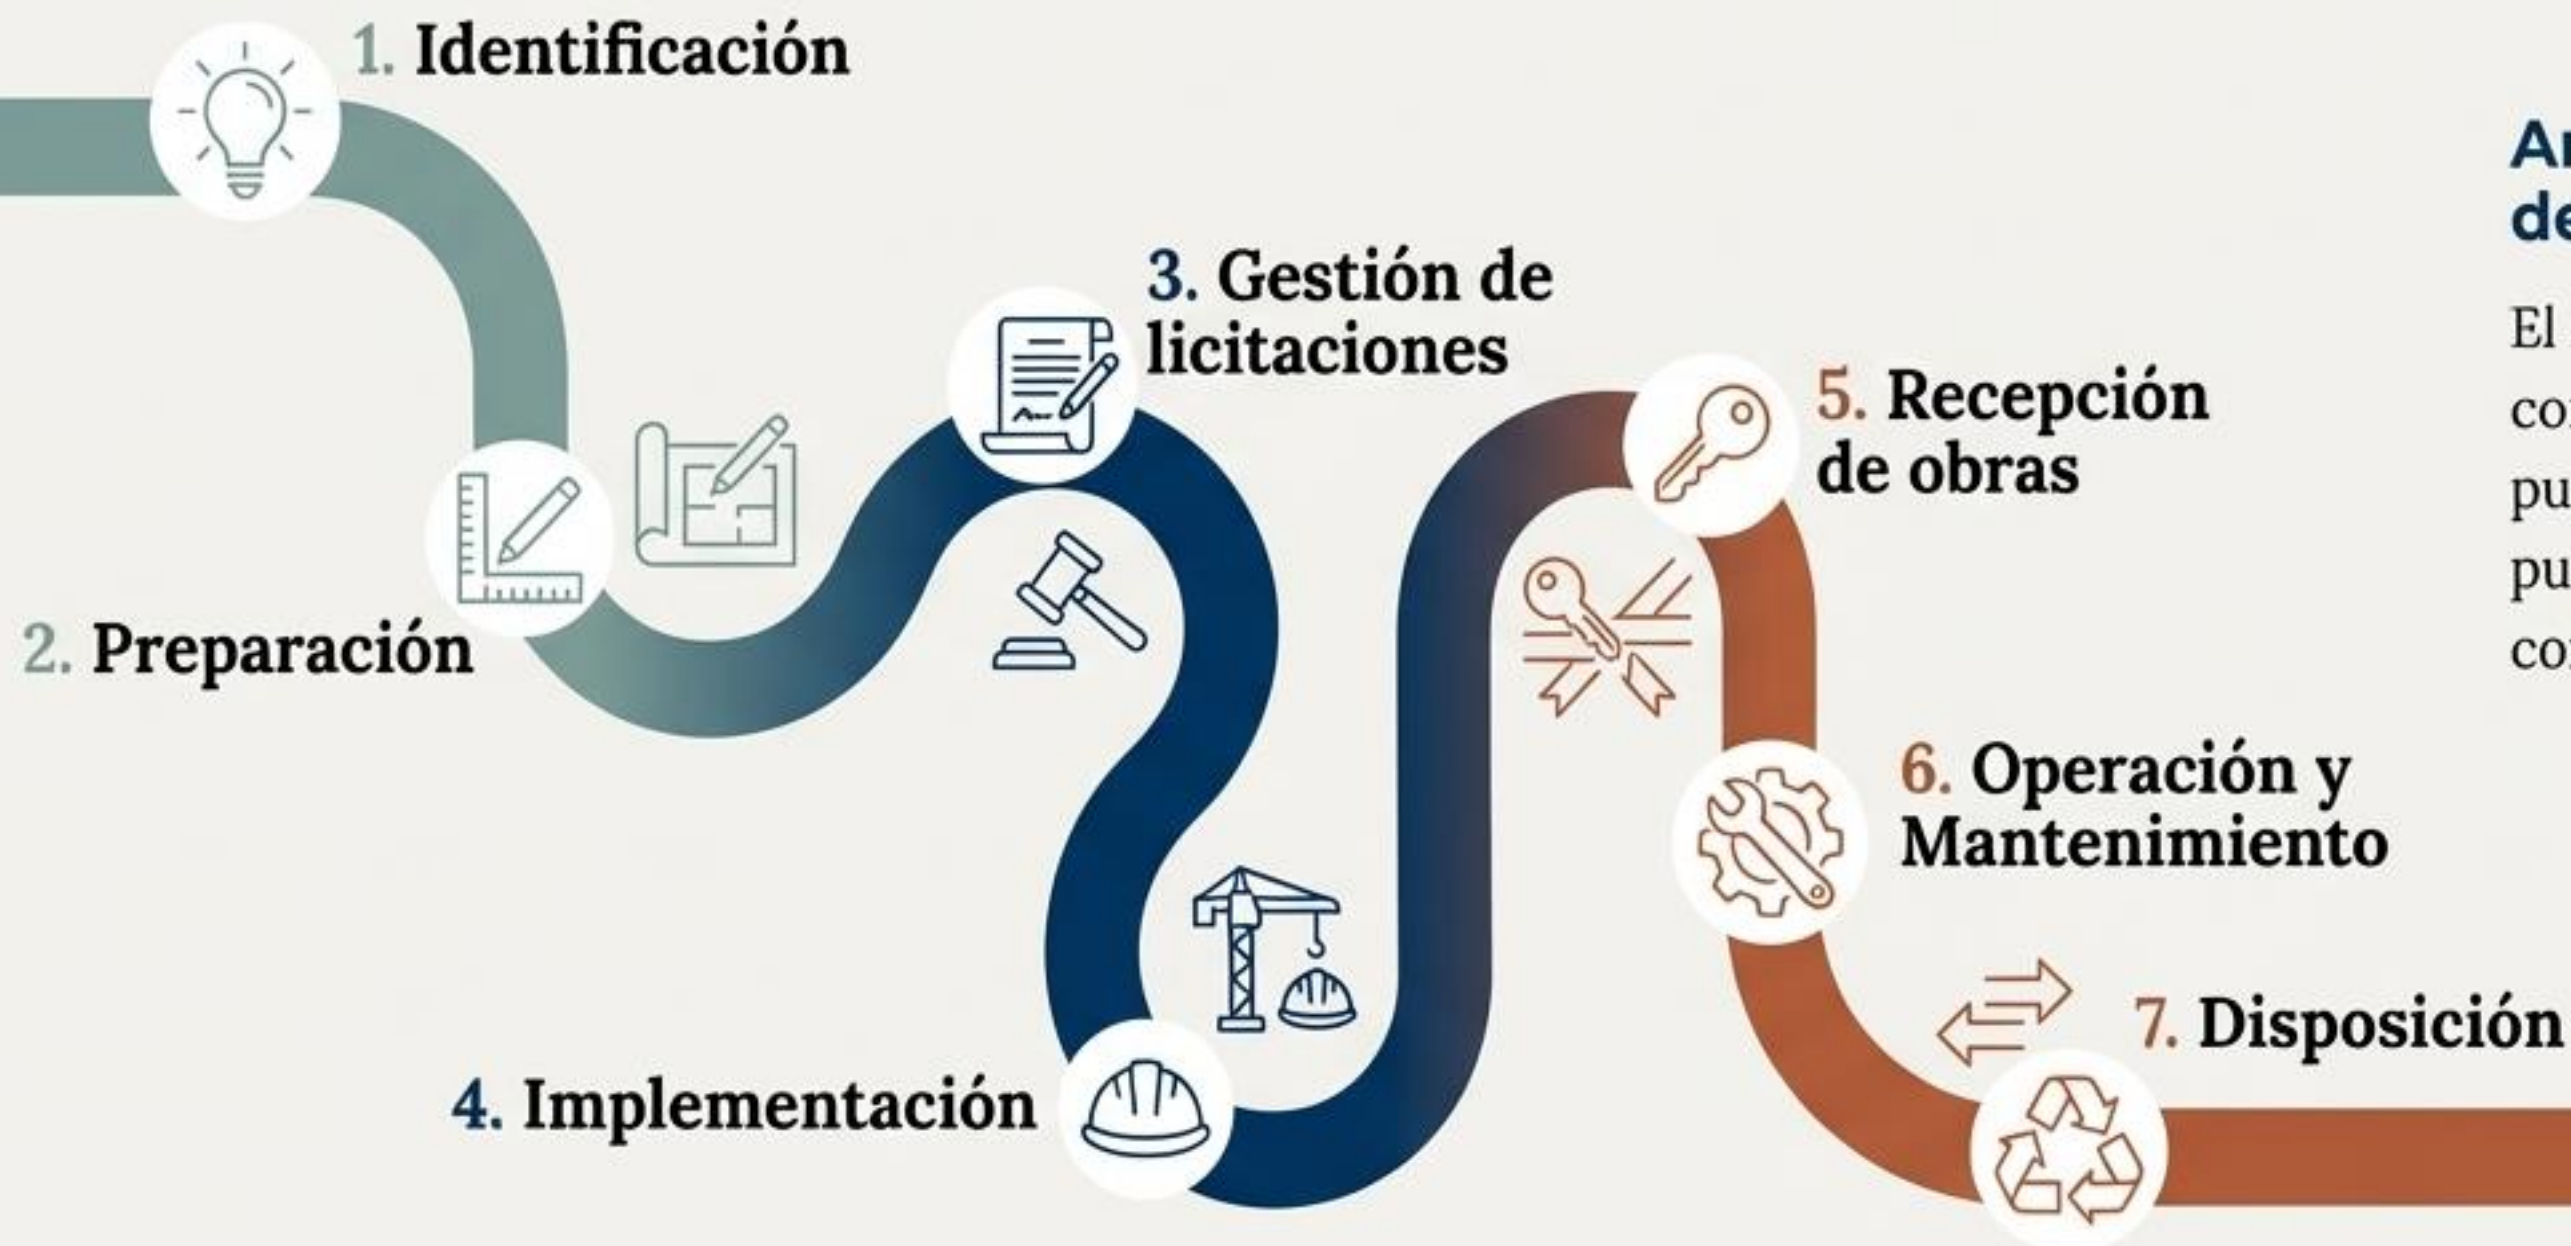 1. Identificación
2. Preparación
3. Gestión de
licitaciones
4. Implementación
5. Recepción
de obras
6. Operación y
Mantenimiento
7. Disposición
El